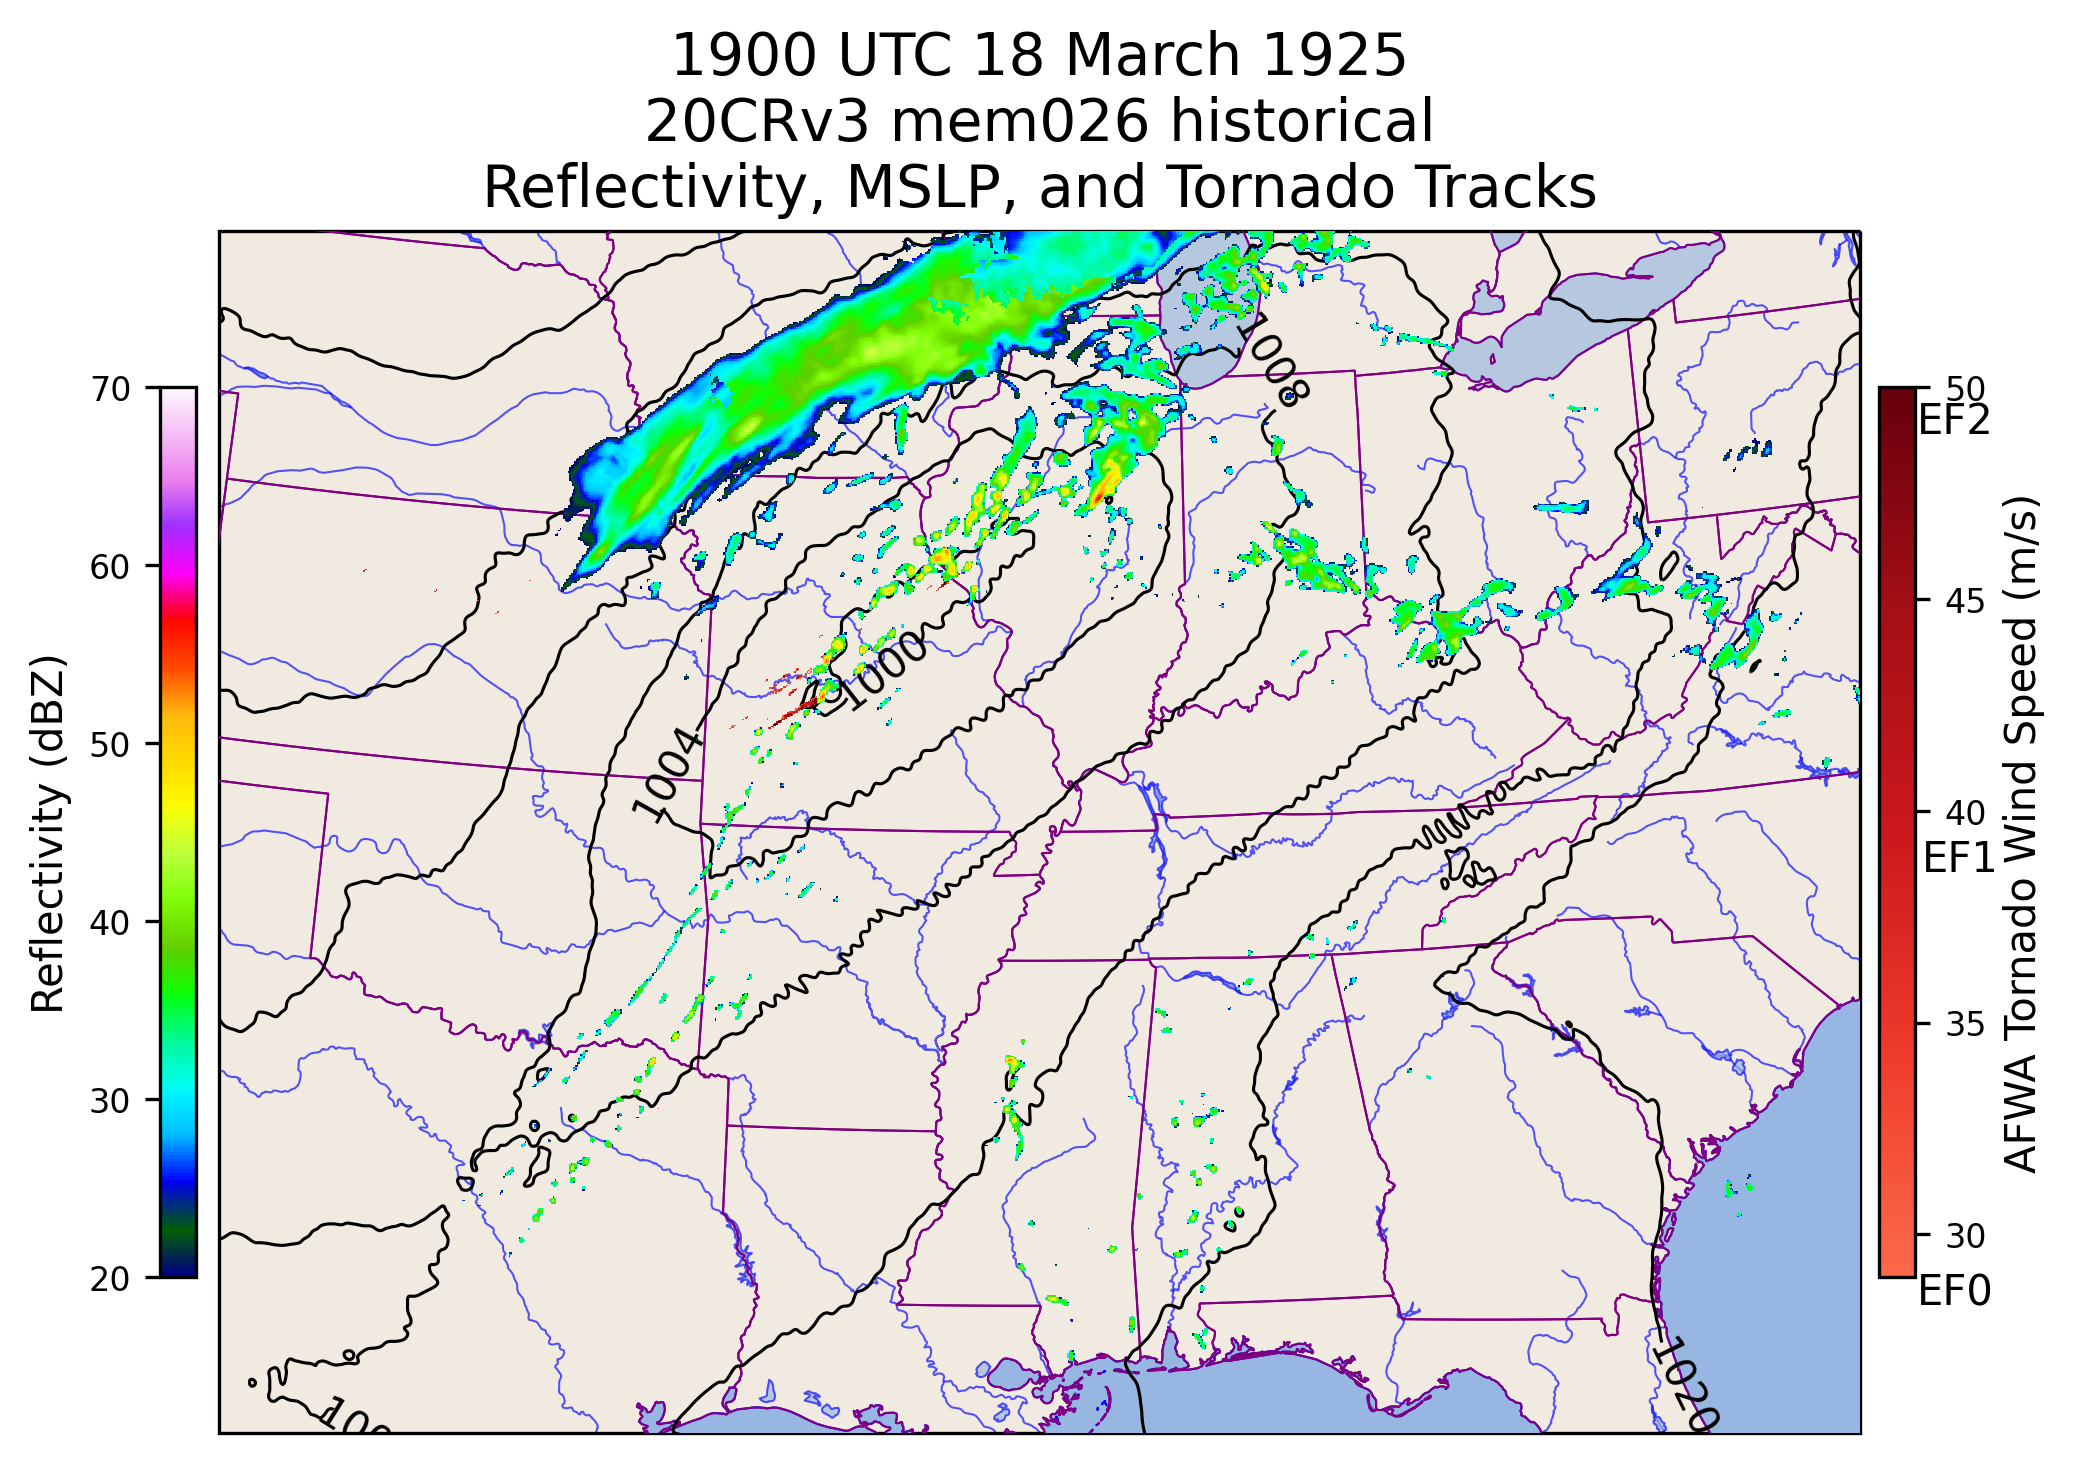 1900 UTC 18 March 1925
20CRv3 mem026 historical
Reflectivity, MSLP, and Tornado Tracks
Reflectivity (dBZ)
70
60
50
40
30
20
1008
1000
1004
100
1020
50
EF2
45
40
EF1
35
30
EF0
AFWA Tornado Wind Speed (m/s)